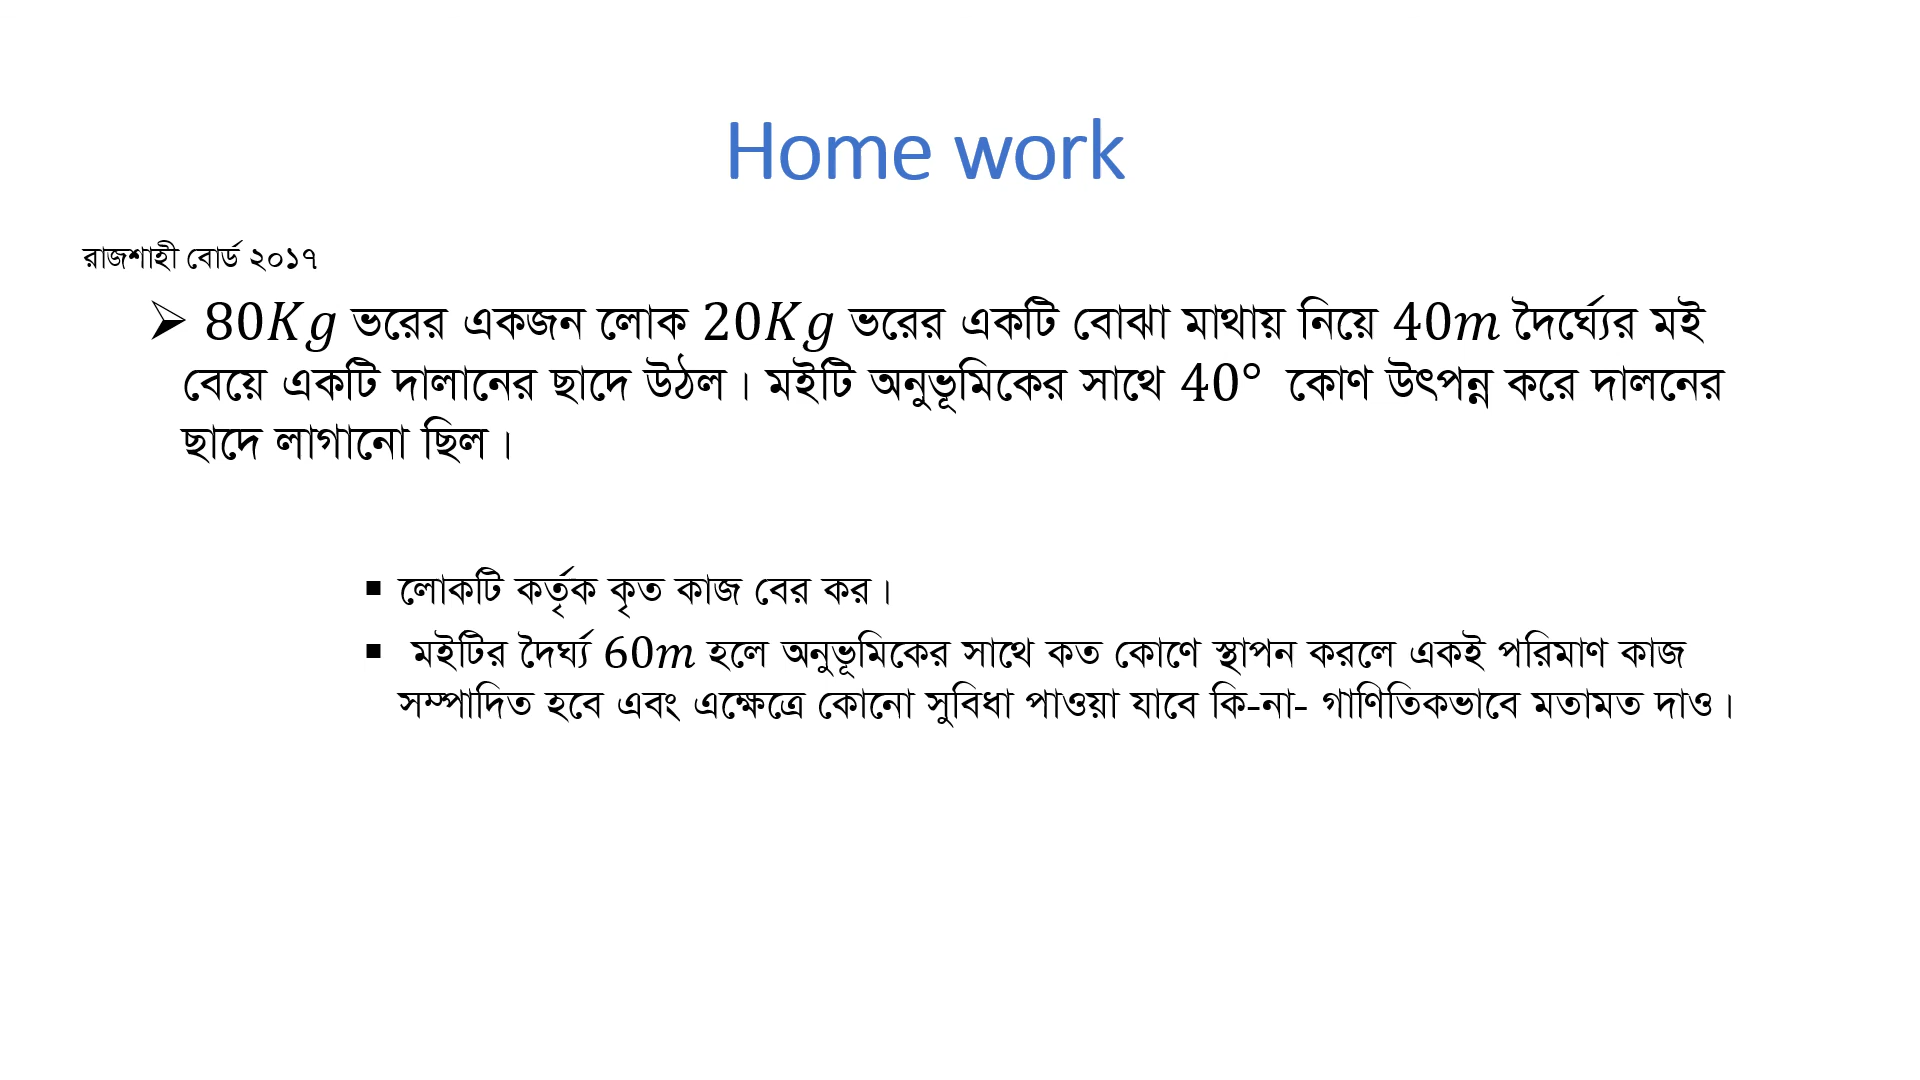 Home work
রাজশাহী বোর্ড ২০১৭
➢ 80Kg ভরের একজন লোক 20Kg ভরের একটি বোঝা মাথায় নিয়ে 40m দৈর্ঘ্যের মই
বেয়ে একটি দালানের ছাদে উঠল। মইটি অনুভূমিকের সাথে 40° কোণ উৎপন্ন করে দালনের
ছাদে লাগানো ছিল।
▪ লোকটি কর্তৃক কৃত কাজ বের কর।
▪ মইটির দৈর্ঘ্য 60m হলে অনুভূমিকের সাথে কত কোণে স্থাপন করলে একই পরিমাণ কাজ
সম্পাদিত হবে এবং এক্ষেত্রে কোনো সুবিধা পাওয়া যাবে কি-না- গাণিতিকভাবে মতামত দাও।